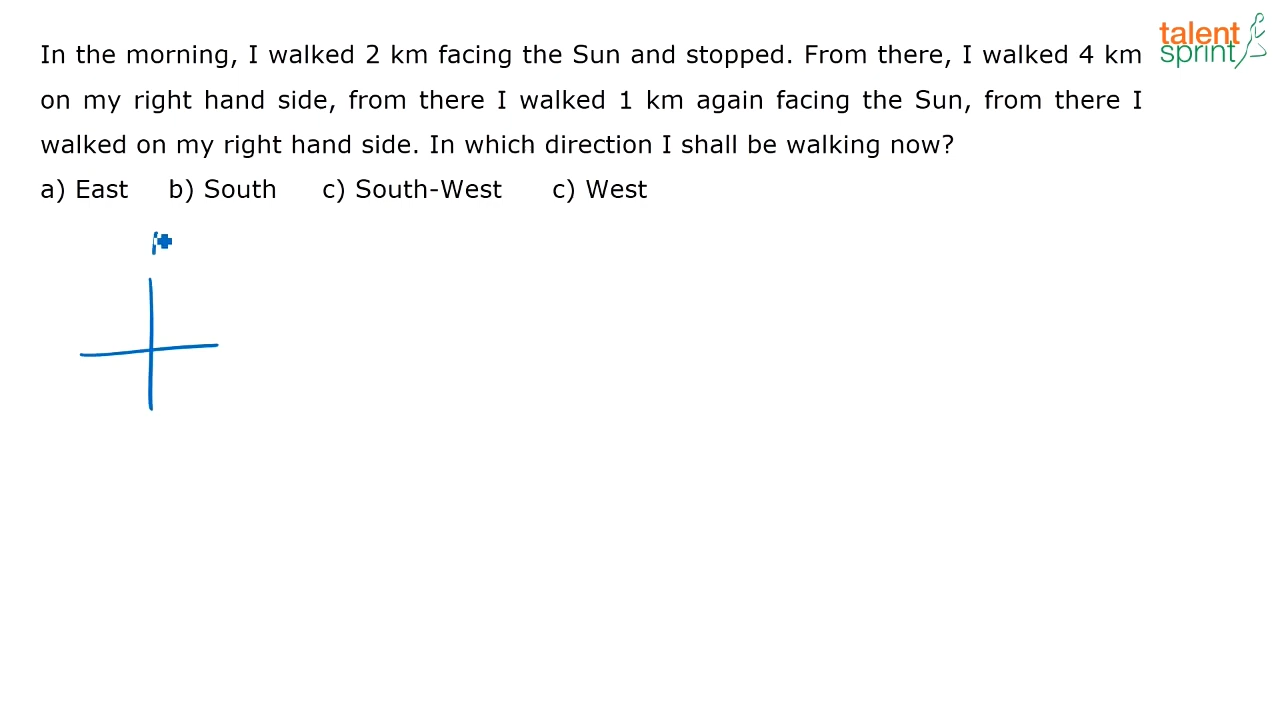 talent
sprint
In the morning, I walked 2 km facing the Sun and stopped. From there, I walked 4 km
on my right hand side, from there I walked 1 km again facing the Sun, from there I
walked on my right hand side. In which direction I shall be walking now?
a) East b) South c) South-West c) West